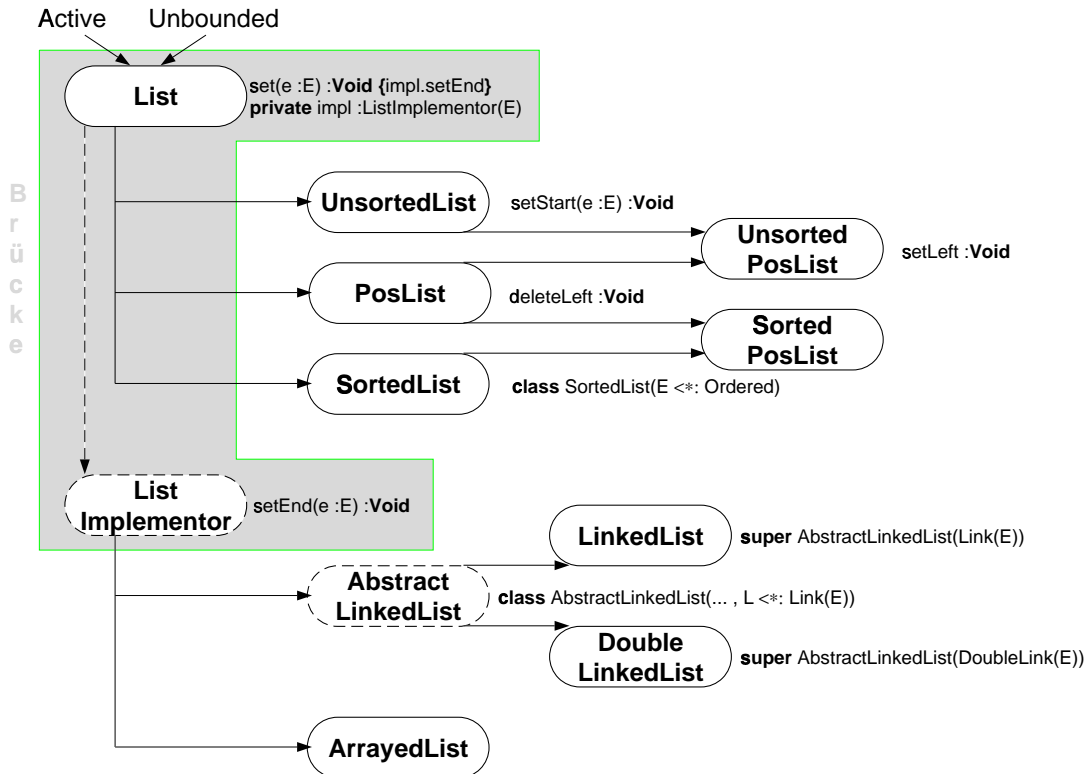 Active Unbounded
List
set(e :E) :Void {impl.setEnd}
private impl :ListImplementor(E)
B
r
ü
c
k
e
UnsortedList
setStart(e :E) :Void
Unsorted
PosList
setLeft :Void
PosList
deleteLeft :Void
Sorted
PosList
SortedList
class SortedList(E <*: Ordered)
List
Implementor
setEnd(e :E) :Void
LinkedList
super AbstractLinkedList(Link(E))
Abstract
LinkedList
class AbstractLinkedList(... , L <*: Link(E))
Double
LinkedList
super AbstractLinkedList(DoubleLink(E))
ArrayedList